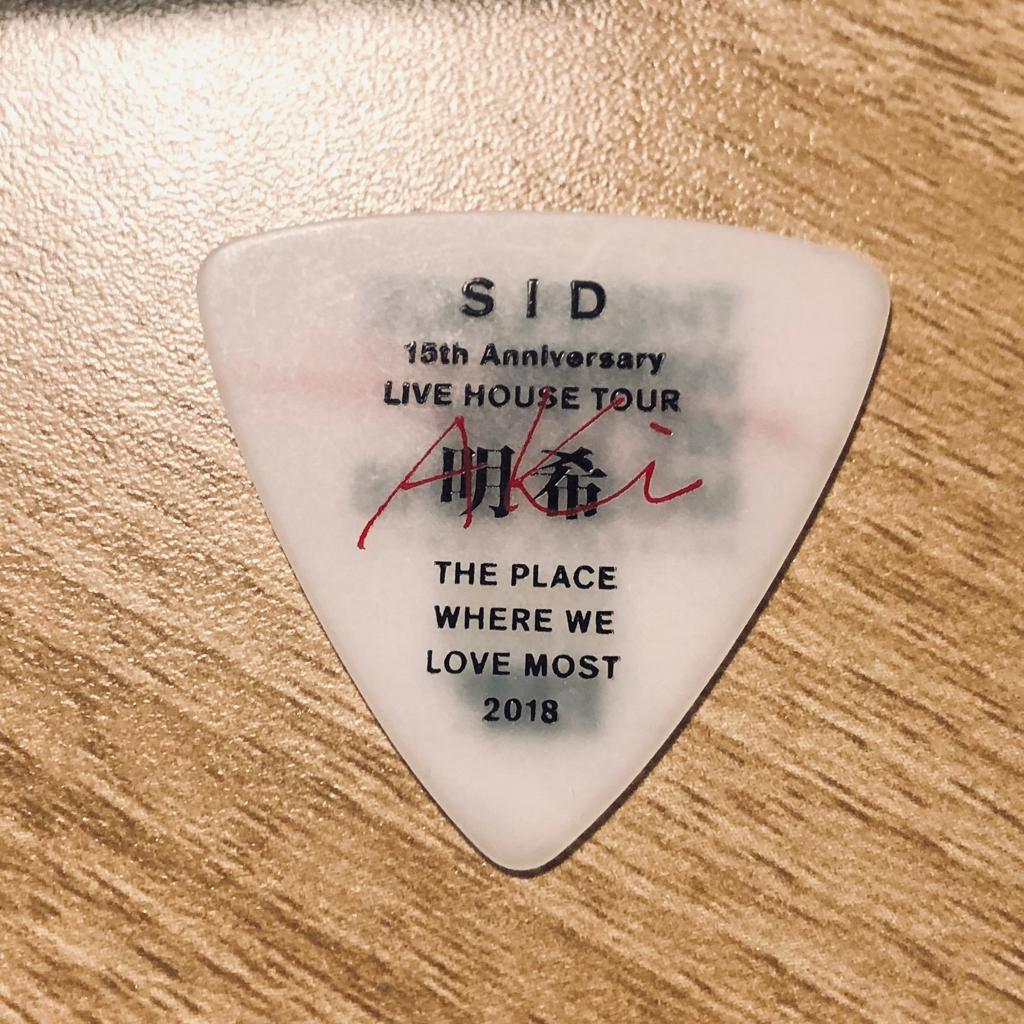 SID
15th Anniversary
LIVE HOUSE TOUR
明希
Aki
THE PLACE
WHERE WE
LOVE MOST
2018